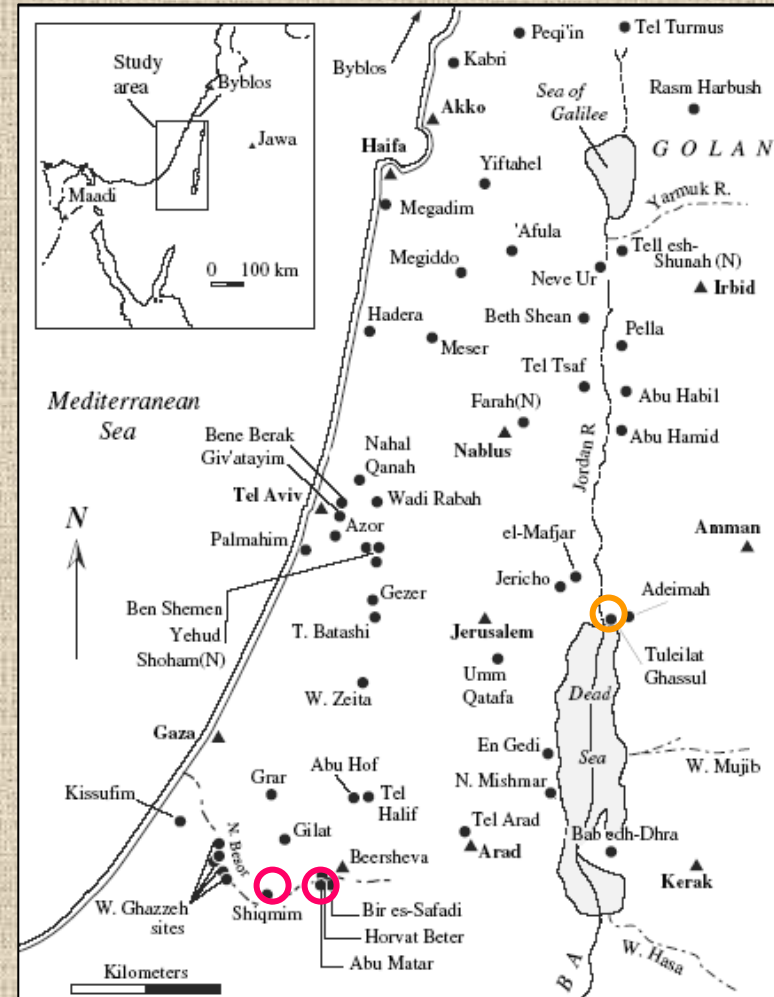 Study
area
Byblos
Jawa
Maadi
0 100 km
Byblos
Peqi'in
Tel Turmus
Kabri
Sea of
Galilee
Rasm Harbush
Akko
GOLAN
Haifa
Yiftahel
Yarmuk R.
Megadim
'Afula
Tell esh-
Shunah (N)
Megiddo
Neve Ur
Irbid
Hadera
Beth Shean
Pella
Meser
Tel Tsaf
Mediterranean
Sea
Farah(N)
Abu Habil
Bene Berak
Giv'atayim
Nahal
Qanah
Nablus
Abu Hamid
Jordan R
Tel Aviv
Wadi Rabah
N
Azor
Amman
Palmahim
el-Mafjar
Jericho
Adeimah
Ben Shemen
Yehud
Shoham(N)
Gezer
T. Batashi
Jerusalem
Tuleilat
Ghassul
Umm
Qatafa
Dead
Sea
W. Zeita
Gaza
En Gedi
W. Mujib
Kissufim
Grar
Abu Hof
Tel
Halif
N. Mishmar
N. Besor
Gilat
Tel Arad
Bab edh-Dhra
Arad
Beersheva
Kerak
W. Ghazzeh
sites
Shiqmim
Bir es-Safadi
Horvat Beter
Abu Matar
W. Hasa
Kilometers
B A